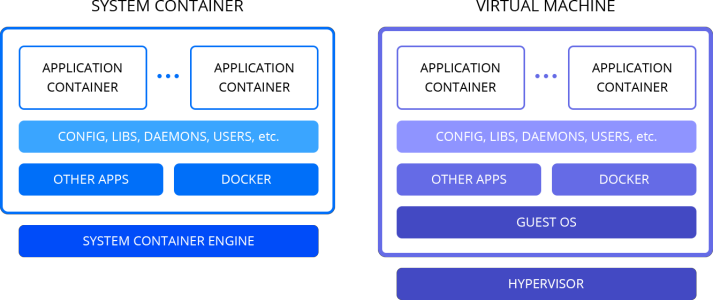 SYSTEM CONTAINER
APPLICATION
CONTAINER
APPLICATION
CONTAINER
CONFIG, LIBS, DAEMONS, USERS, etc.
OTHER APPS
DOCKER
SYSTEM CONTAINER ENGINE
VIRTUAL MACHINE
APPLICATION
CONTAINER
APPLICATION
CONTAINER
CONFIG, LIBS, DAEMONS, USERS, etc.
OTHER APPS
DOCKER
GUEST OS
HYPERVISOR